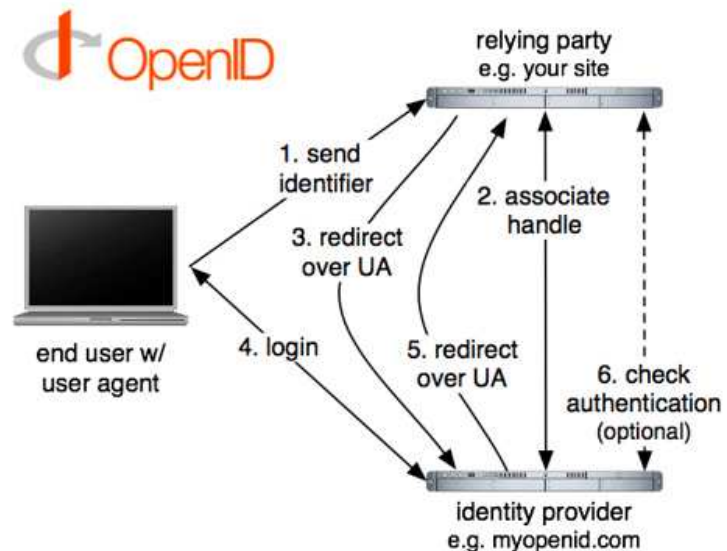 OpenID
relying party
e.g. your site
1. send
identifier
2. associate
handle
3. redirect
over UA
4. login
5. redirect
over UA
6. check
authentication
(optional)
end user w/
user agent
identity provider
e.g. myopenid.com